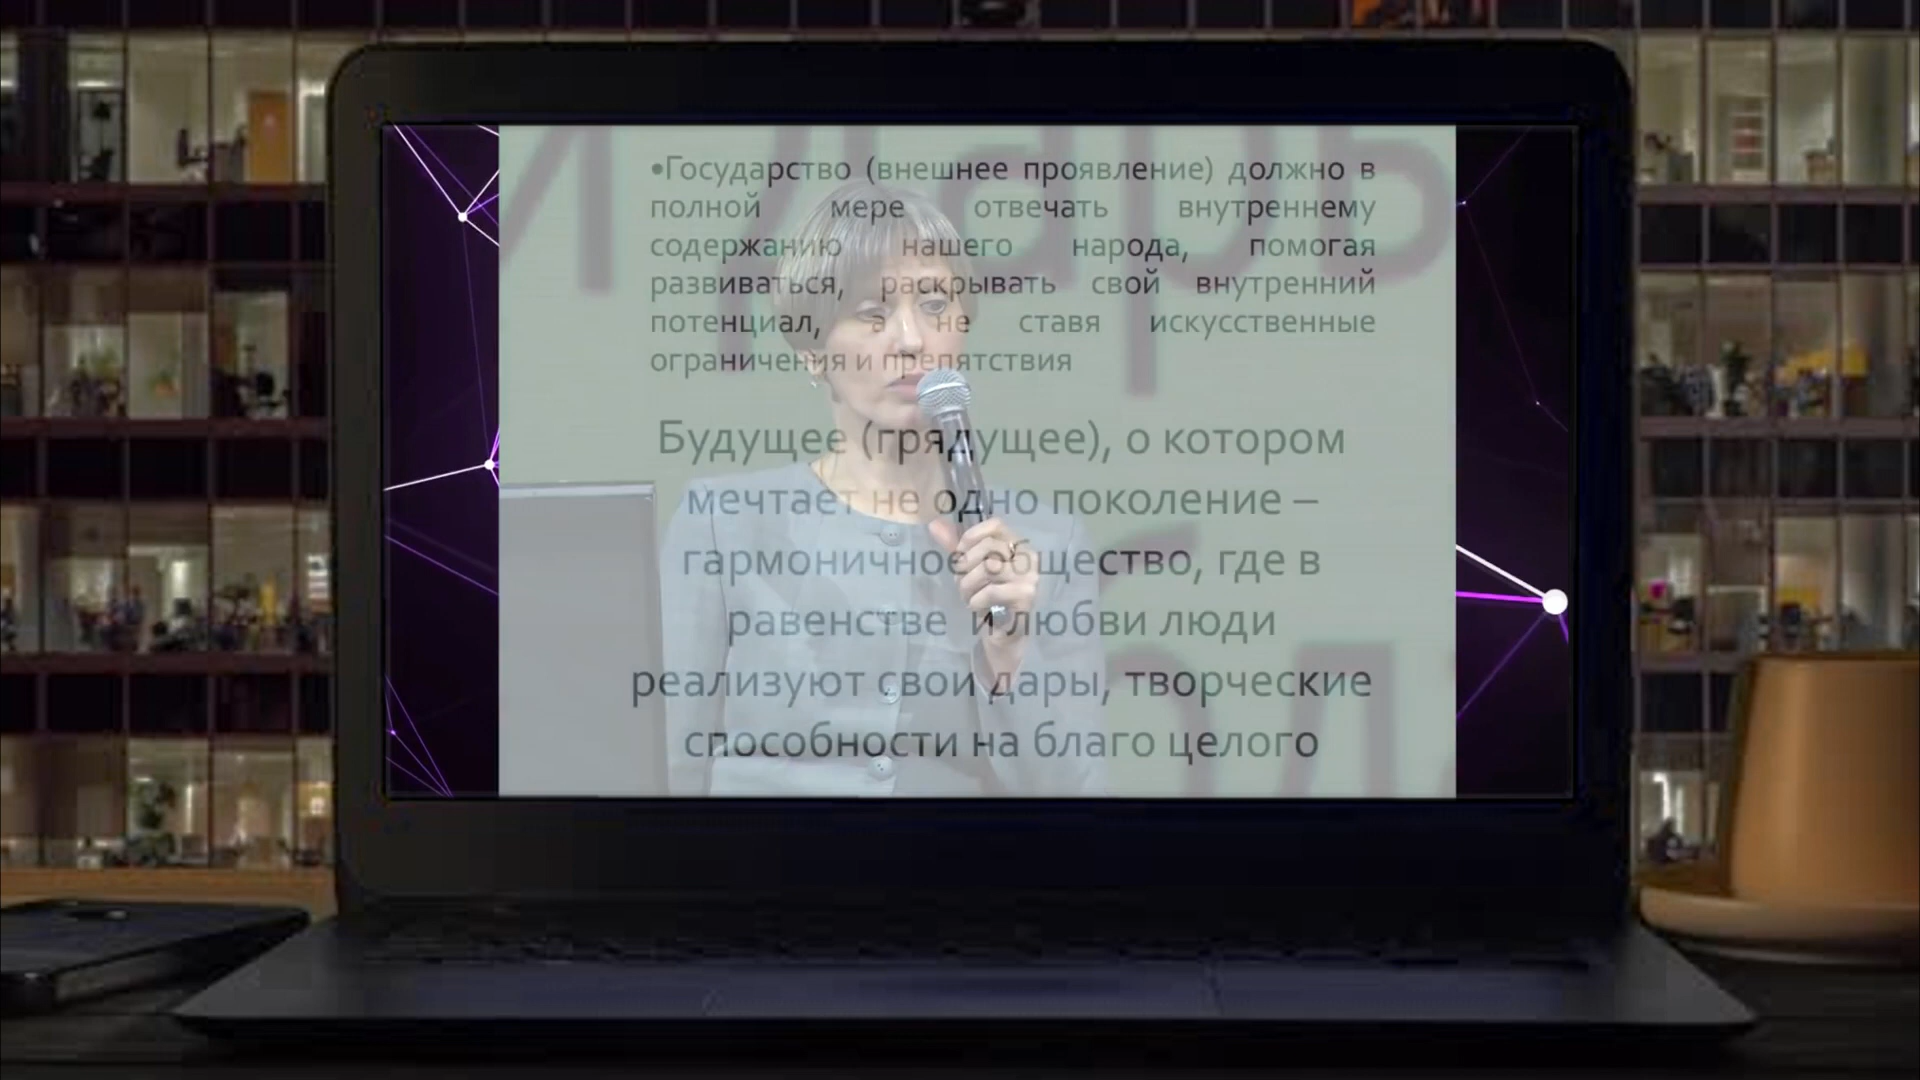 •Государство (внешнее проявление) должно в
полной мере отвечать внутреннему
содержанию нашего народа, помогая
развиваться, раскрывать свой внутренний
потенциал, а не ставя искусственные
ограничения и препятствия
Будущее (грядущее), о котором
мечтает не одно поколение –
гармоничное общество, где в
равенстве и любви люди
реализуют свои дары, творческие
способности на благо целого